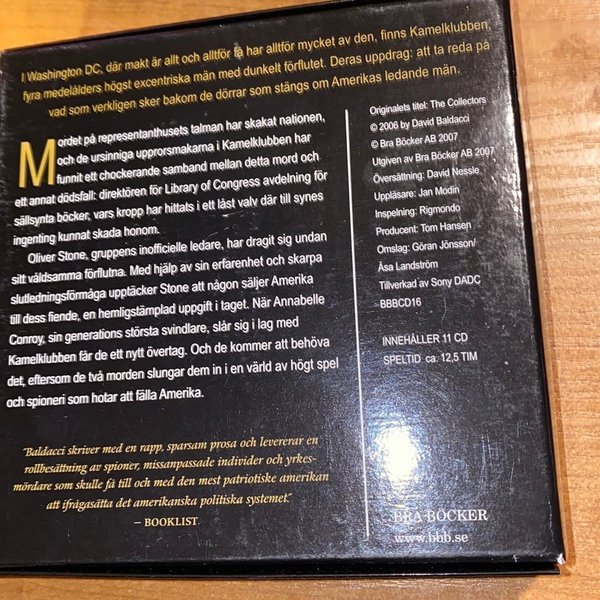 I Washington DC, där makt är allt och alltför få har alltför mycket av den, finns Kamelklubben,
fyra medelålders högst excentriska män med dunkelt förflutet. Deras uppdrag: att ta reda på
vad som verkligen sker bakom de dörrar som stängs om Amerikas ledande män.
Mordet på representanthusets talman har skakat nationen,
och de ursinniga upprorsmakarna i Kamelklubben har
funnit ett chockerande samband mellan detta mord och
ett annat dödsfall: direktören för Library of Congress avdelning för
sällsynta böcker, vars kropp har hittats i ett låst valv där till synes
ingenting kunnat skada honom.
Oliver Stone, gruppens inofficielle ledare, har dragit sig undan
sitt våldsamma förflutna. Med hjälp av sin erfarenhet och skarpa
slutledningsförmåga upptäcker Stone att någon säljer Amerika
till dess fiende, en hemligstämplad uppgift i taget. När Annabelle
Conroy, sin generations största svindlare, slår sig i lag med
Kamelklubben får de ett nytt övertag. Och de kommer att behöva
det, eftersom de två morden slungar dem in i en värld av högt spel
och spioneri som hotar att fälla Amerika.
"Baldacci skriver med en rapp, sparsam prosa och levererar en
rollbesättning av spioner, missanpassade individer och yrkes-
mördare som skulle få till och med den mest patriotiske amerikan
att ifrågasätta det amerikanska politiska systemet."
– BOOKLIST.
Originalets titel: The Collectors
© 2006 by David Baldacci
© Bra Böcker AB 2007
Utgiven av Bra Böcker AB 2007
Översättning: David Nessle
Uppläsare: Jan Modin
Inspelning: Rigmondo
Producent: Tom Hansen
Omslag: Göran Jönsson/
Åsa Landström
Tillverkad av Sony DADC
BBBCD16
INNEHÅLLER 11 CD
SPELTID ca. 12,5 TIM
BRA BÖCKER
www.bbb.se